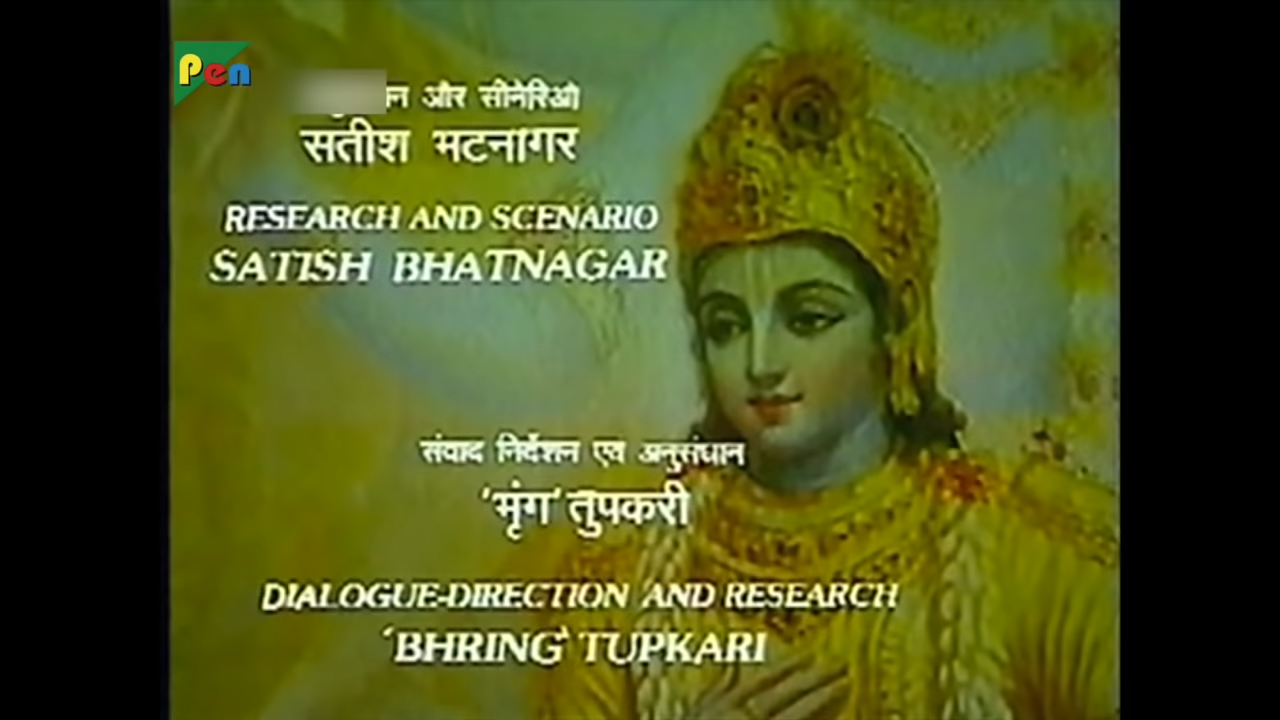 Pen
और सीनेरिओ
सतीश भटनागर
RESEARCH AND SCENARIO
SATISH BHATNAGAR
संवाद निर्देशन एवं अनुसंधान
'भृंग' तुपकरी
DIALOGUE-DIRECTION AND RESEARCH
'BHRING' TUPKARI